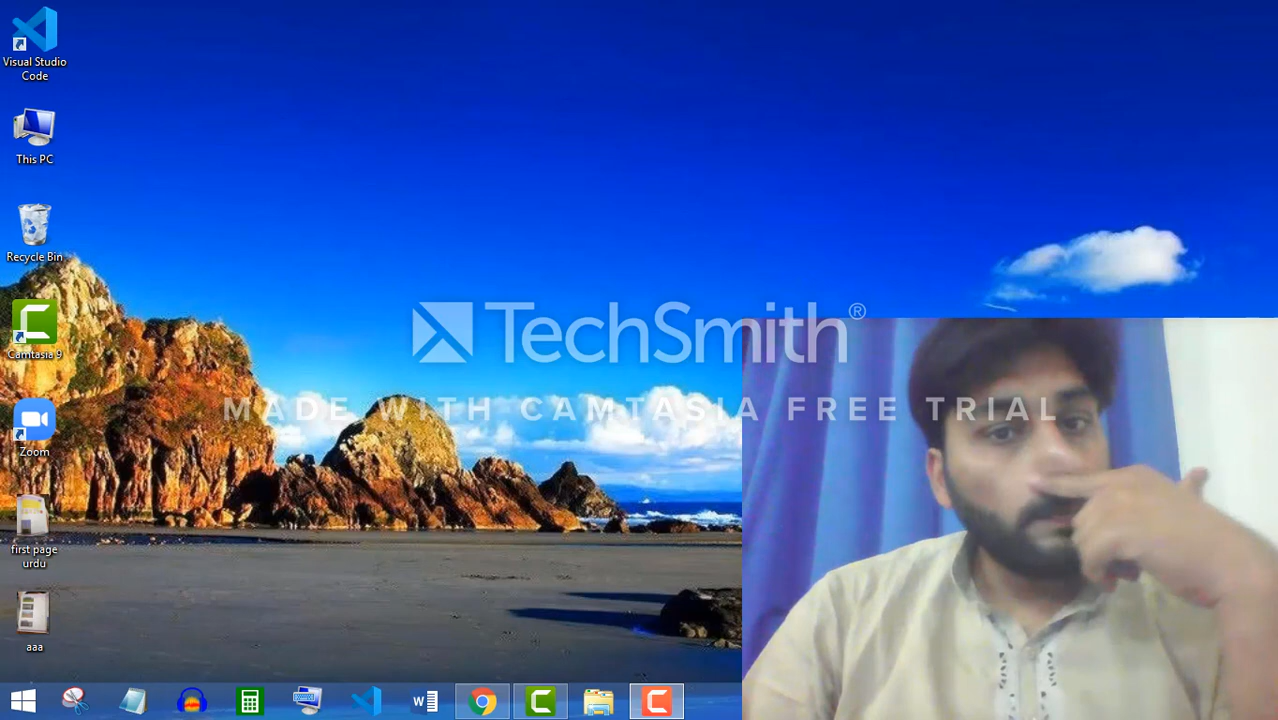 Visual Studio
Code
This PC
Recycle Bin
Camtasia 9
Zoom
first page
urdu
aaa
TechSmith®
MADE WITH CAMTASIA FREE TRIAL